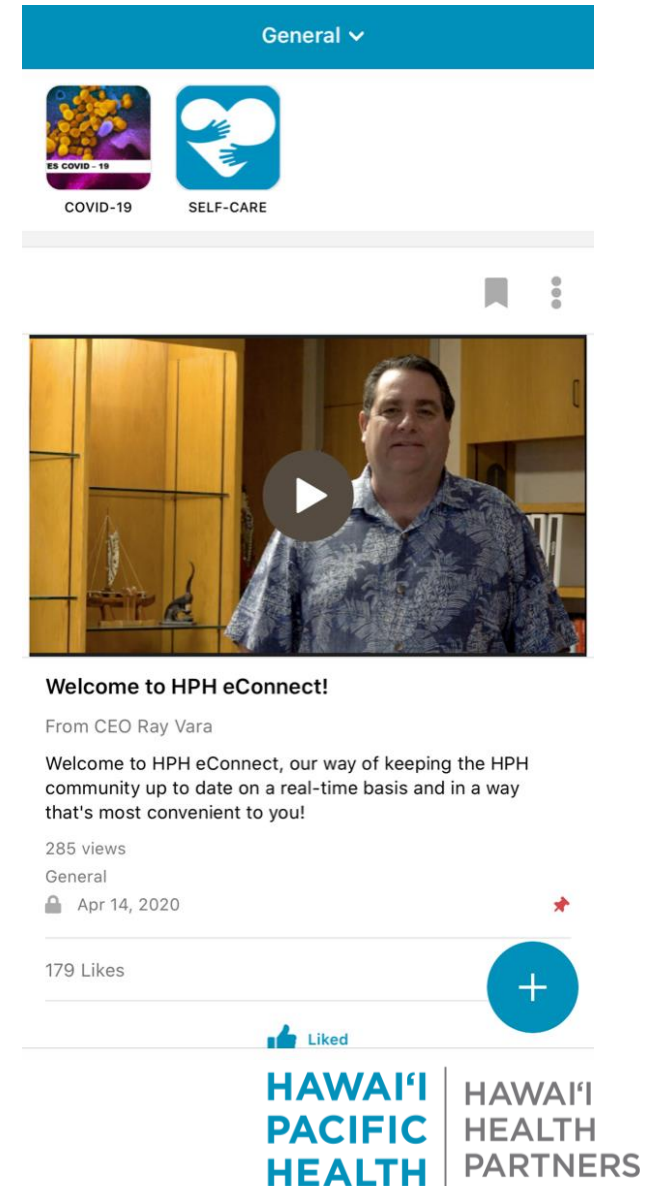 General
ES COVID - 19
COVID-19
SELF-CARE
Welcome to HPH eConnect!
From CEO Ray Vara
Welcome to HPH eConnect, our way of keeping the HPH
community up to date on a real-time basis and in a way
that's most convenient to you!
285 views
General
Apr 14, 2020
179 Likes
Liked
HAWAIʻI
PACIFIC
HEALTH
HAWAIʻI
HEALTH
PARTNERS